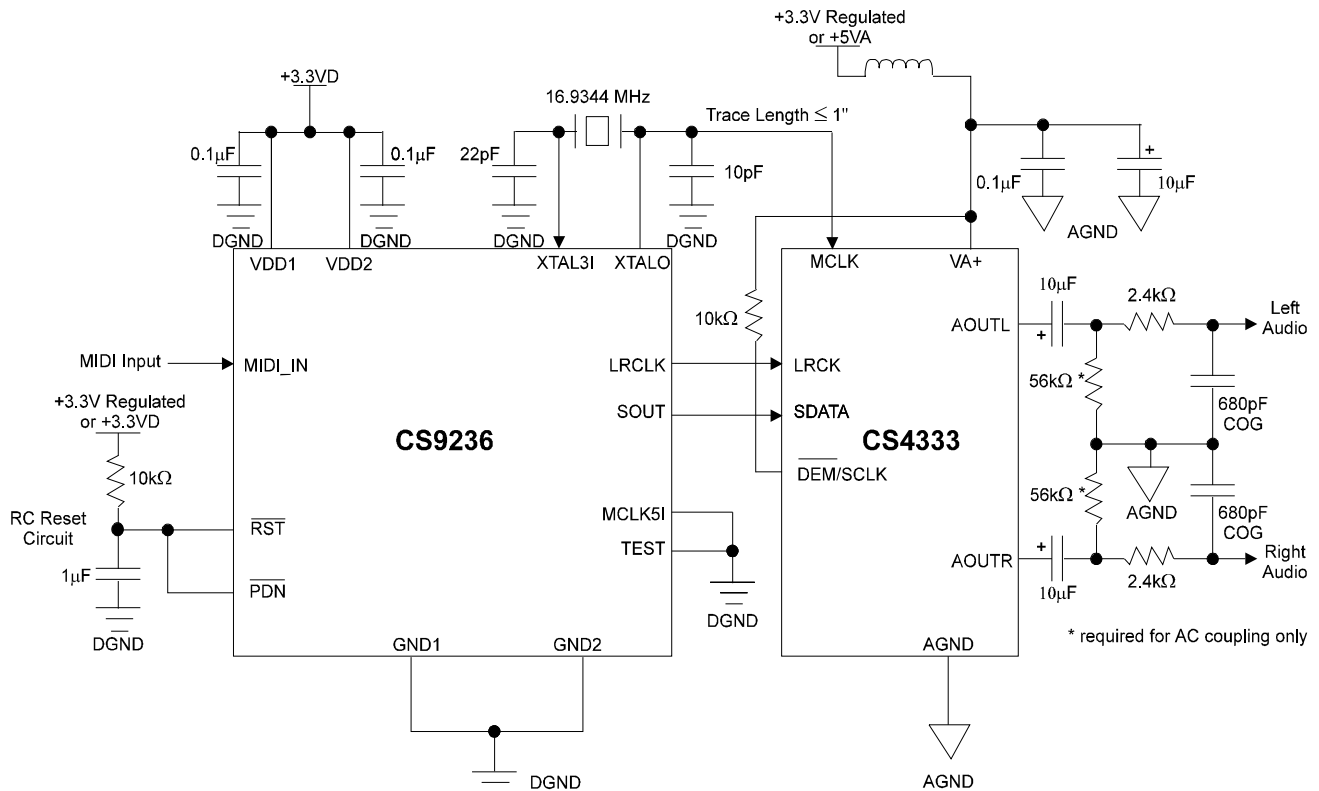 +3.3V Regulated
or +5VA
+3.3VD
16.9344 MHz
Trace Length ≤ 1"
0.1μF
0.1μF
22pF
10pF
0.1μF
+
10μF
DGND
DGND
DGND
DGND
AGND
VDD1
VDD2
XTAL3I
XTALO
MCLK
VA+
10μF
2.4kΩ
10kΩ
AOUTL
+
Left
Audio
MIDI Input
MIDI_IN
LRCLK
LRCK
56kΩ *
+3.3V Regulated
or +3.3VD
SOUT
SDATA
680pF
COG
CS9236
CS4333
10kΩ
DEM/SCLK
56kΩ *
AGND
680pF
COG
RC Reset
Circuit
RST
MCLK5I
TEST
AOUTR
+
10μF
2.4kΩ
Right
Audio
1μF
PDN
DGND
DGND
* required for AC coupling only
GND1
GND2
AGND
DGND
AGND